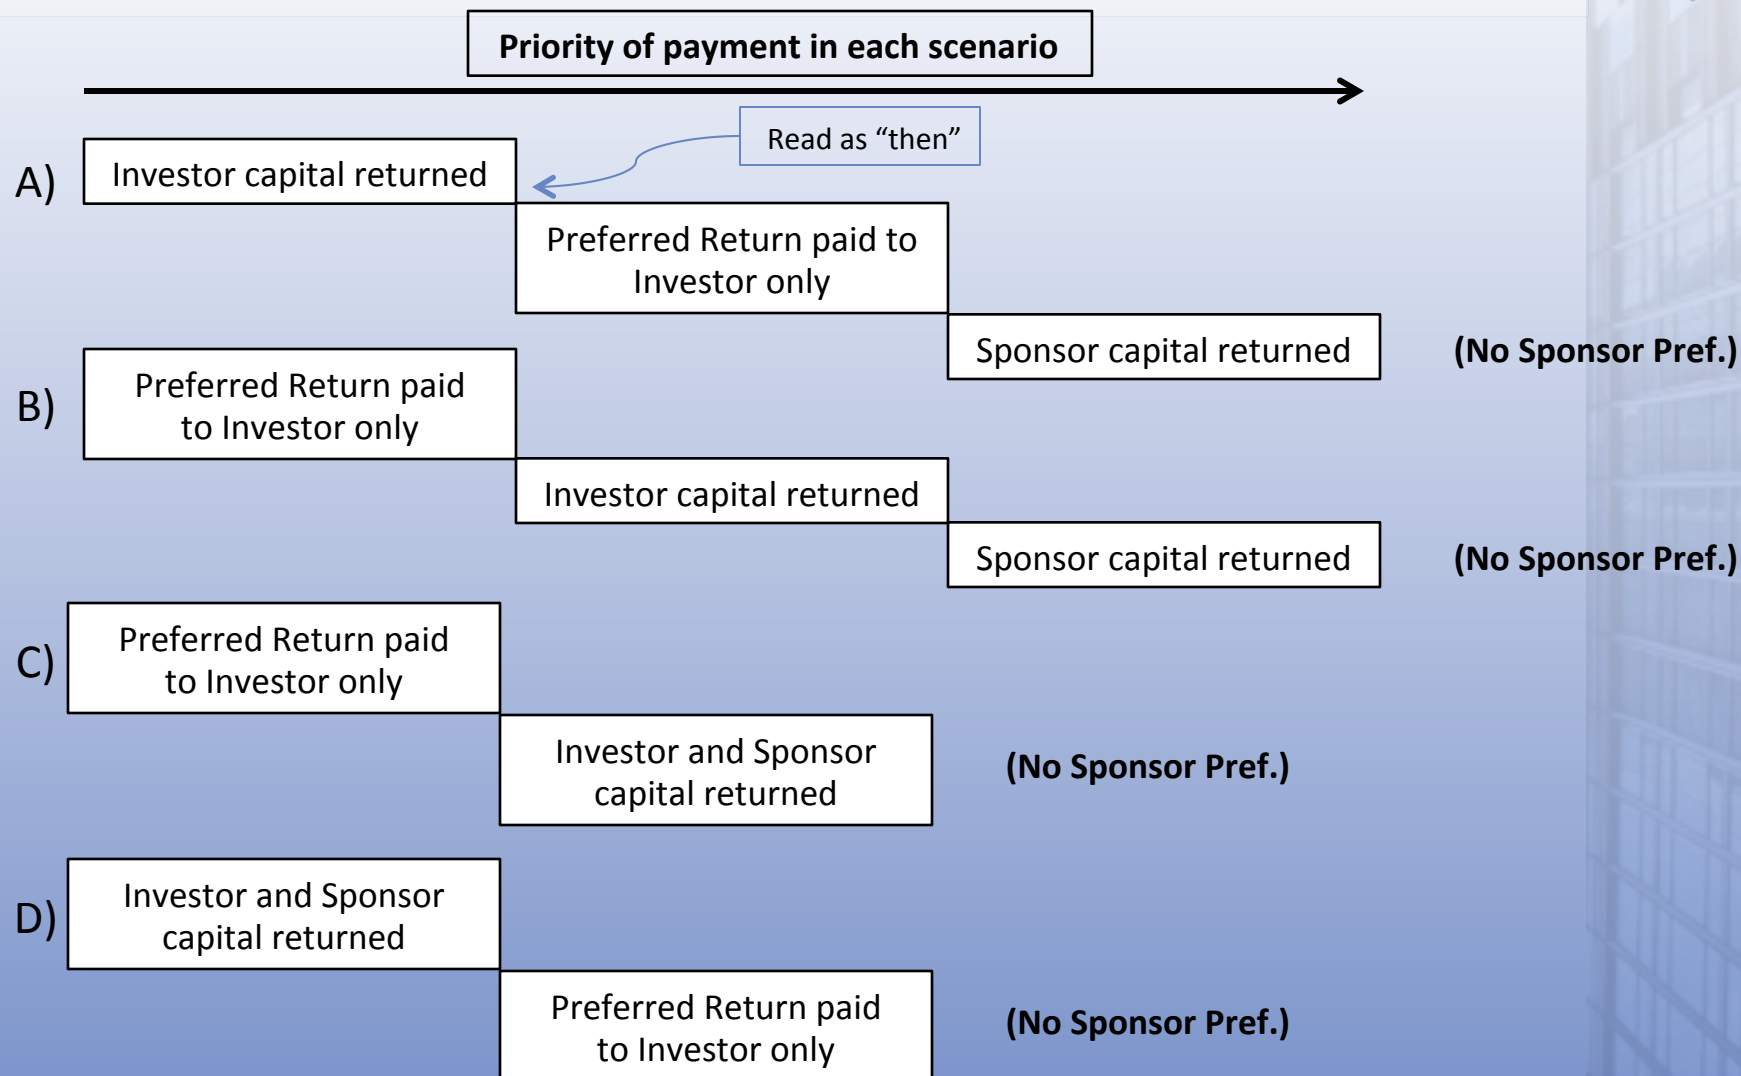 Priority of payment in each scenario
Read as “then”
A)
Investor capital returned
Preferred Return paid to
Investor only
Sponsor capital returned
(No Sponsor Pref.)
B)
Preferred Return paid
to Investor only
Investor capital returned
Sponsor capital returned
(No Sponsor Pref.)
C)
Preferred Return paid
to Investor only
Investor and Sponsor
capital returned
(No Sponsor Pref.)
D)
Investor and Sponsor
capital returned
Preferred Return paid
to Investor only
(No Sponsor Pref.)